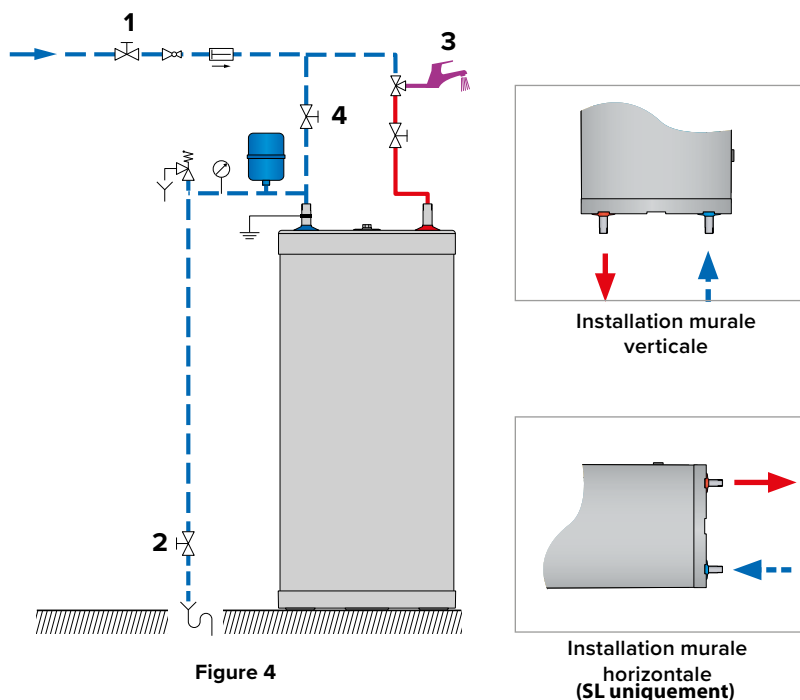 1
3
4
2
Figure 4
Installation murale
verticale
Installation murale
horizontale
(SL uniquement)